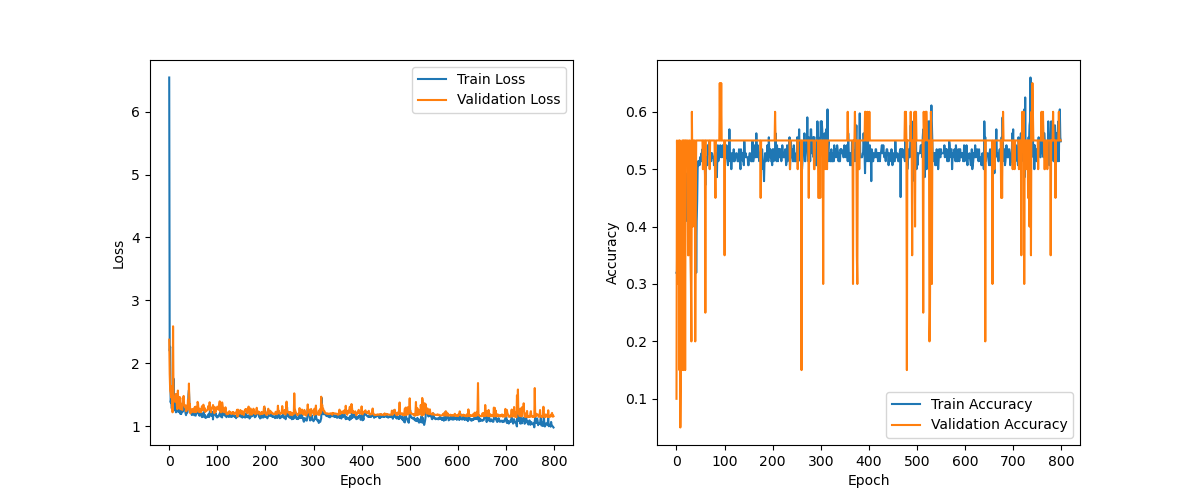 6
5
4
3
2
1
Loss
0 100 200 300 400 500 600 700 800
Epoch
Train Loss
Validation Loss
0.6
0.5
0.4
0.3
0.2
0.1
Accuracy
0 100 200 300 400 500 600 700 800
Epoch
Train Accuracy
Validation Accuracy